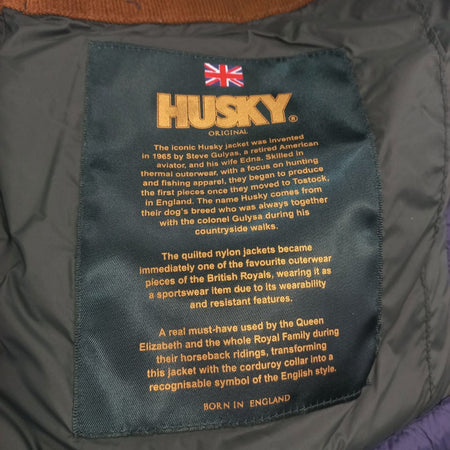 HUSKY®
ORIGINAL
The iconic Husky jacket was invented
in 1965 by Steve Gulyas, a retired American
aviator, and his wife Edna. Skilled in
thermal outerwear, with a focus on hunting
and fishing apparel, they began to produce
the first pieces once they moved to Tostock,
in England. The name Husky comes from
their dog's breed who was always together
with the colonel Gulysa during his
countryside walks.
The quilted nylon jackets became
immediately one of the favourite outerwear
pieces of the British Royals, wearing it as
a sportswear item due to its wearability
and resistant features.
A real must-have used by the Queen
Elizabeth and the whole Royal Family during
their horseback ridings, transforming
this jacket with the corduroy collar into a
recognisable symbol of the English style.
BORN IN ENGLAND